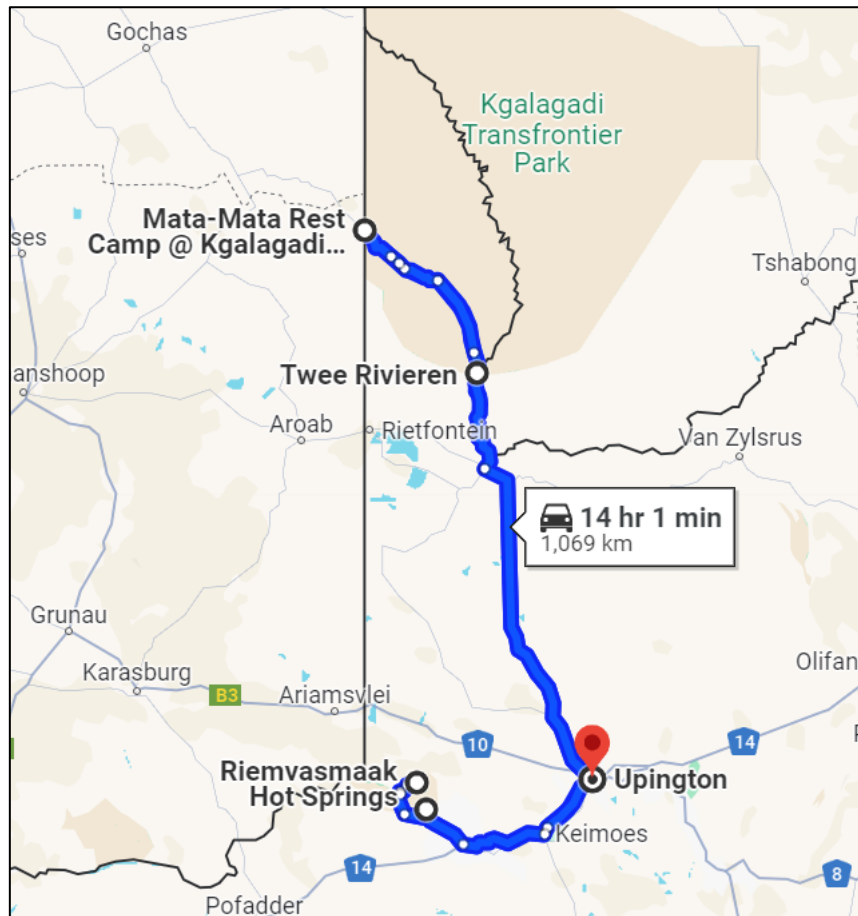 Gochas
Kgalagadi
Transfrontier
Park
Mata-Mata Rest
Camp @ Kgalagadi...
ses
Tshabong
anshoop
Twee Rivieren
Aroab
Rietfontein
Van Zylsrus
14 hr 1 min
1,069 km
Grunau
Karasburg
B3
Ariamsvlei
Olifan
10
14
Riemvasmaak
Hot Springs
Upington
Keimoes
14
8
Pofadder